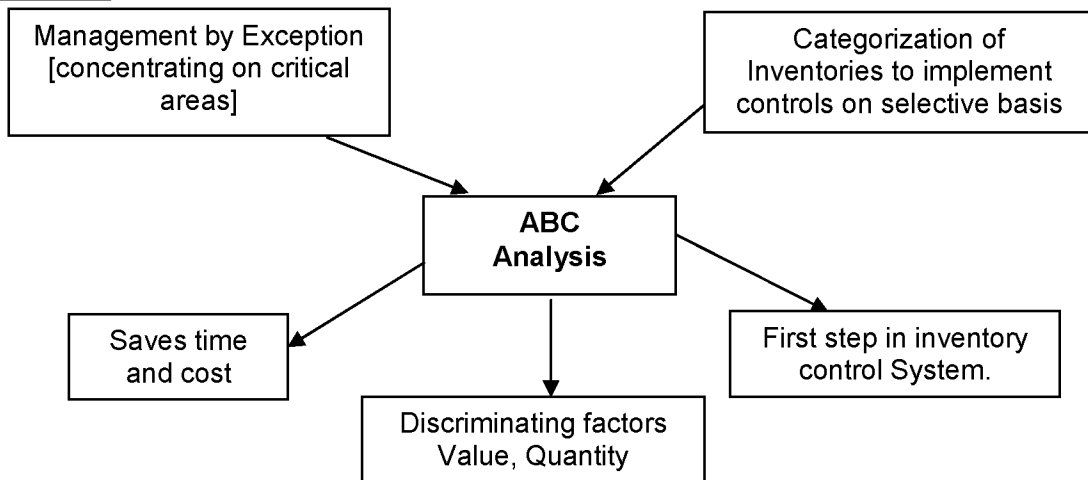 Management by Exception
[concentrating on critical
areas]
Categorization of
Inventories to implement
controls on selective basis
ABC
Analysis
Saves time
and cost
First step in inventory
control System.
Discriminating factors
Value, Quantity